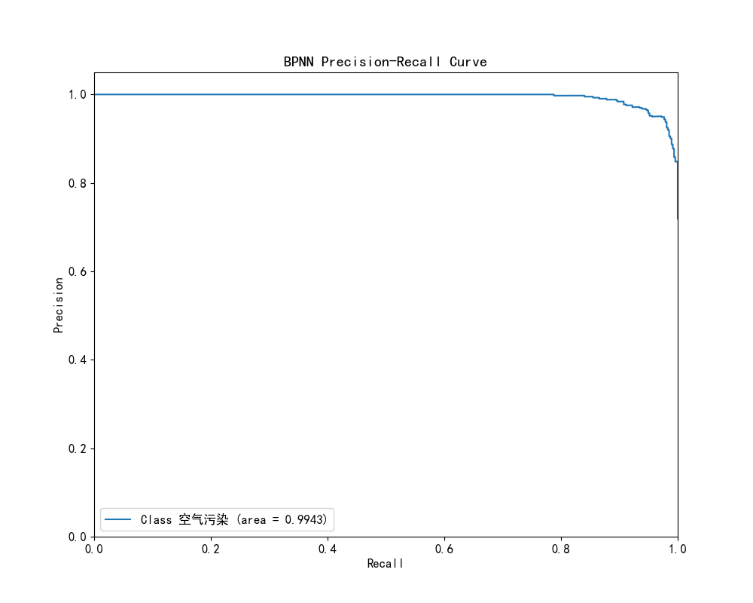 BPNN Precision-Recall Curve
1.0
0.8
0.6
0.4
0.2
0.0
Precision
Class 空气污染 (area = 0.9943)
0.0 0.2 0.4 0.6 0.8 1.0
Recall